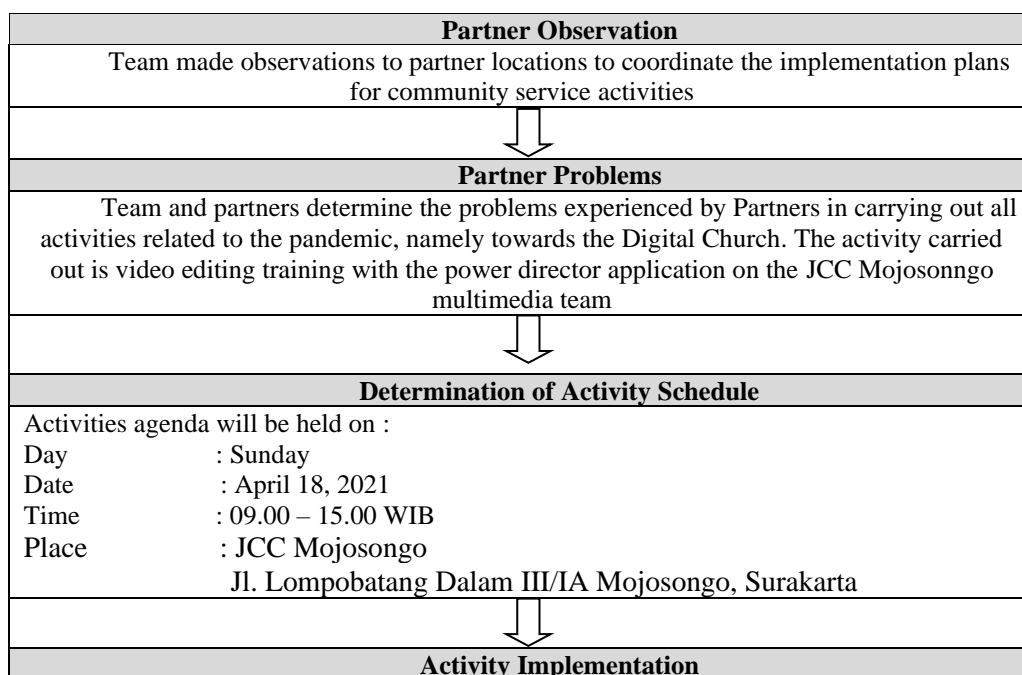 Partner Observation
Team made observations to partner locations to coordinate the implementation plans
for community service activities
Partner Problems
Team and partners determine the problems experienced by Partners in carrying out all
activities related to the pandemic, namely towards the Digital Church. The activity carried
out is video editing training with the power director application on the JCC Mojosonngo
multimedia team
Determination of Activity Schedule
Activities agenda will be held on :
Day : Sunday
Date : April 18, 2021
Time : 09.00 – 15.00 WIB
Place : JCC Mojosongo
Jl. Lompobatang Dalam III/IA Mojosongo, Surakarta
Activity Implementation